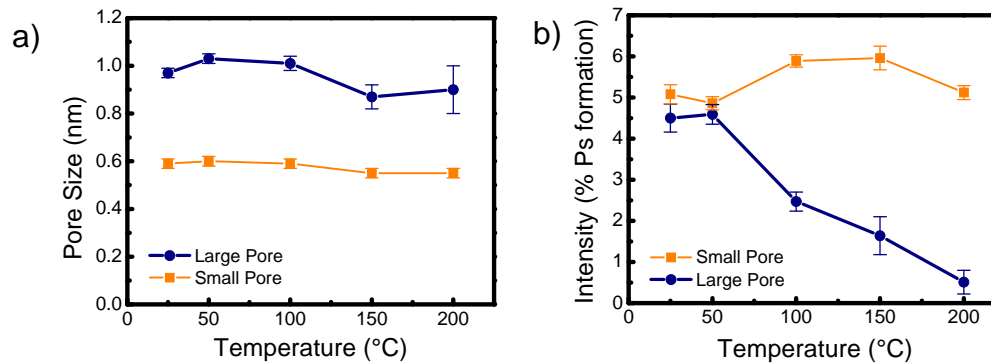 a)
1.2
1.0
0.8
0.6
0.4
0.2
0.0
Pore Size (nm)
Large Pore
Small Pore
0 50 100 150 200
Temperature (°C)
b)
7
6
5
4
3
2
1
0
Intensity (% Ps formation)
Small Pore
Large Pore
0 50 100 150 200
Temperature (°C)